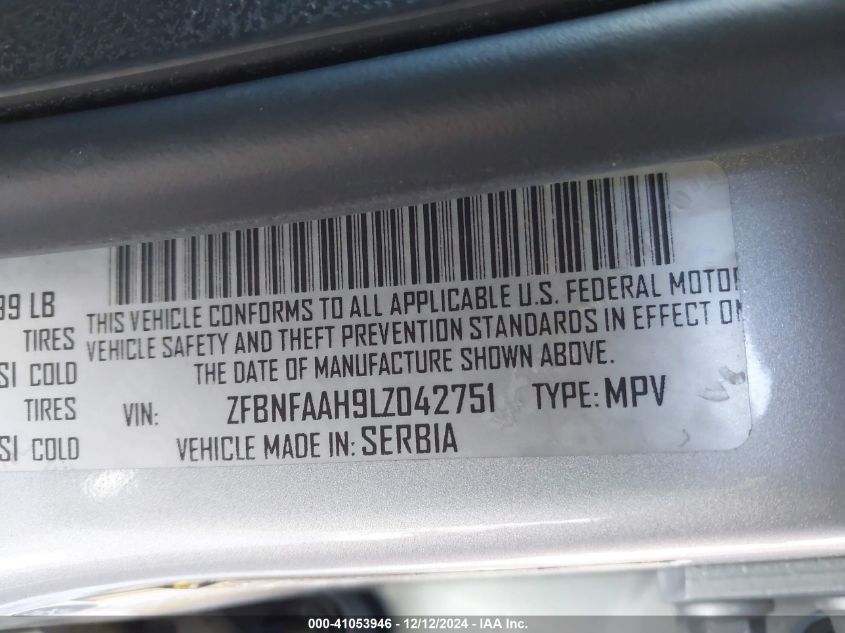 99 LB
TIRES
SI COLD
TIRES
SI COLD
THIS VEHICLE CONFORMS TO ALL APPLICABLE U.S. FEDERAL MOTOR
VEHICLE SAFETY AND THEFT PREVENTION STANDARDS IN EFFECT ON
THE DATE OF MANUFACTURE SHOWN ABOVE.
VIN: ZFBNFAAH9LZ042751 TYPE: MPV
VEHICLE MADE IN: SERBIA
000-41053946 - 12/12/2024 - IAA Inc.